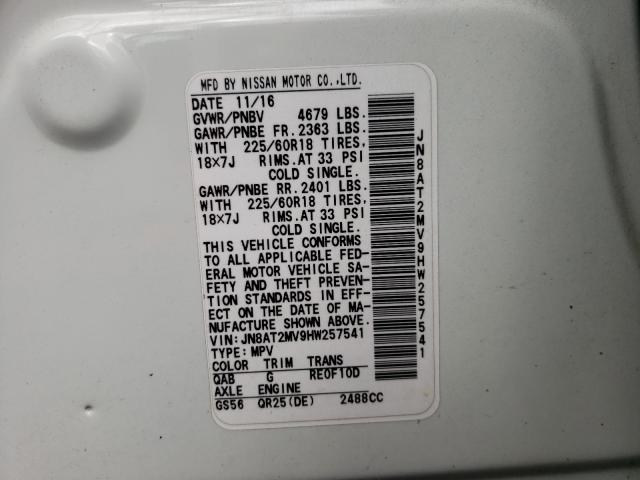 MFD BY NISSAN MOTOR CO.,LTD.
DATE 11/16
GVWR/PNBV 4679 LBS.
GAWR/PNBE FR. 2363 LBS.
WITH 225/60R18 TIRES,
18X7J RIMS. AT 33 PSI
COLD SINGLE.
GAWR/PNBE RR. 2401 LBS.
WITH 225/60R18 TIRES,
18X7J RIMS. AT 33 PSI
COLD SINGLE.
THIS VEHICLE CONFORMS
TO ALL APPLICABLE FED-
ERAL MOTOR VEHICLE SA-
FETY AND THEFT PREVEN-
TION STANDARDS IN EFF-
ECT ON THE DATE OF MA-
NUFACTURE SHOWN ABOVE.
VIN: JN8AT2MV9HW257541
TYPE: MPV
COLOR TRIM TRANS
QAB G RE0F10D
AXLE ENGINE
GS56 QR25(DE) 2488CC
JN8AT2MV9HW257541